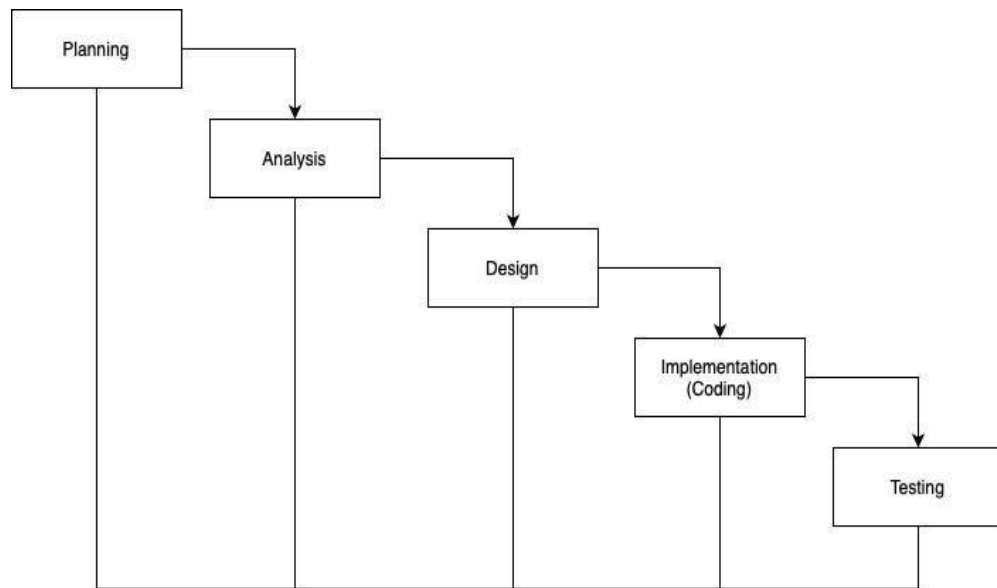 Planning
Analysis
Design
Implementation
(Coding)
Testing